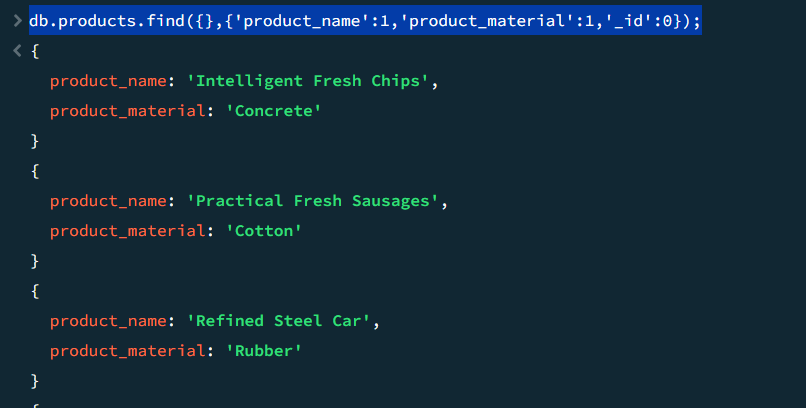 > db.products.find({},{'product_name':1,'product_material':1,'_id':0});
< {
product_name: 'Intelligent Fresh Chips',
product_material: 'Concrete'
}
{
product_name: 'Practical Fresh Sausages',
product_material: 'Cotton'
}
{
product_name: 'Refined Steel Car',
product_material: 'Rubber'
}